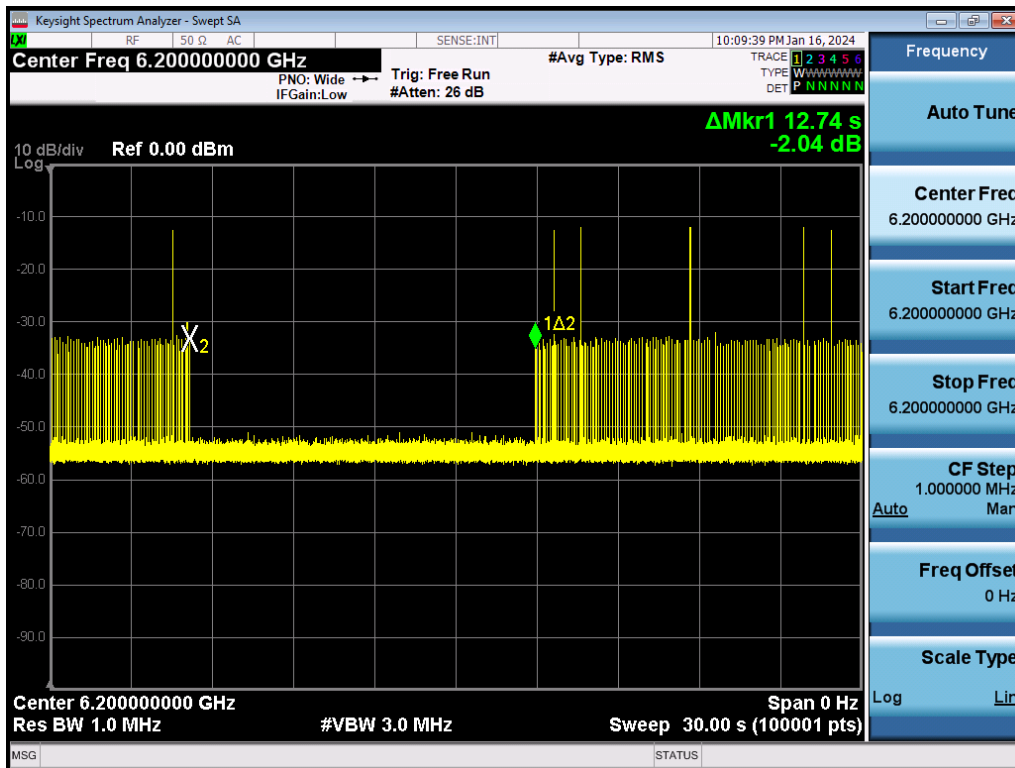 Keysight Spectrum Analyzer - Swept SA
LXI
RF 50 Ω AC SENSE:INT 10:09:39 PM Jan 16, 2024
Center Freq 6.200000000 GHz
PNO: Wide
IFGain:Low
Trig: Free Run
#Atten: 26 dB
#Avg Type: RMS
TRACE 1 2 3 4 5 6
TYPE WWWWWW
DET P N N N N N
ΔMkr1 12.74 s
-2.04 dB
10 dB/div Ref 0.00 dBm
Log
-10.0
-20.0
-30.0
-40.0
-50.0
-60.0
-70.0
-80.0
-90.0
X2
1Δ2
Center 6.200000000 GHz Span 0 Hz
Res BW 1.0 MHz #VBW 3.0 MHz Sweep 30.00 s (100001 pts)
MSG STATUS
Frequency
Auto Tune
Center Freq
6.200000000 GHz
Start Freq
6.200000000 GHz
Stop Freq
6.200000000 GHz
CF Step
1.000000 MHz
Auto Man
Freq Offset
0 Hz
Scale Type
Log Lin